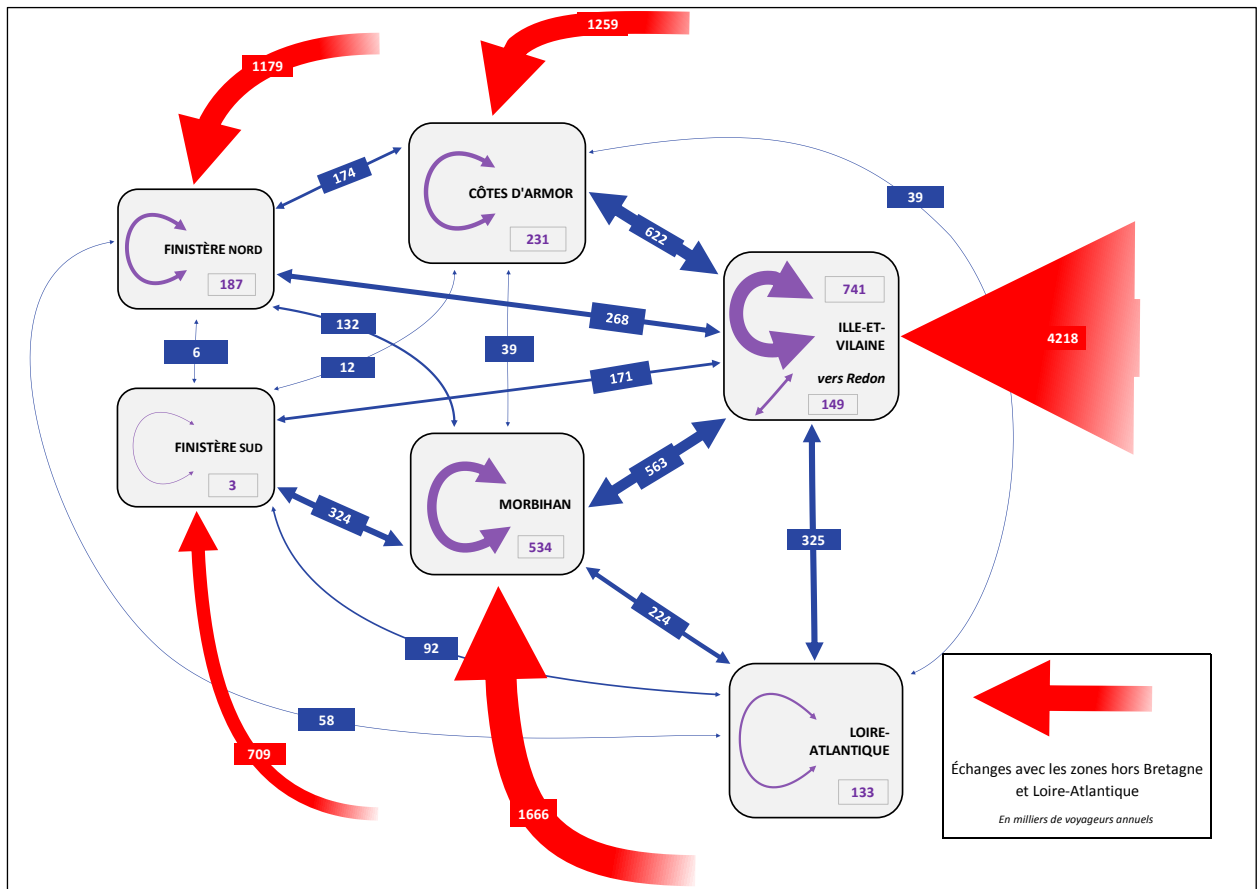 1259
1179
174
CÔTES D'ARMOR
231
39
622
FINISTÈRE NORD
187
741
ILLE-ET-
VILAINE
vers Redon
149
4218
268
132
39
6
12
171
FINISTÈRE SUD
3
MORBIHAN
534
563
324
325
224
92
58
709
1666
LOIRE-
ATLANTIQUE
133
Échanges avec les zones hors Bretagne
et Loire-Atlantique
En milliers de voyageurs annuels